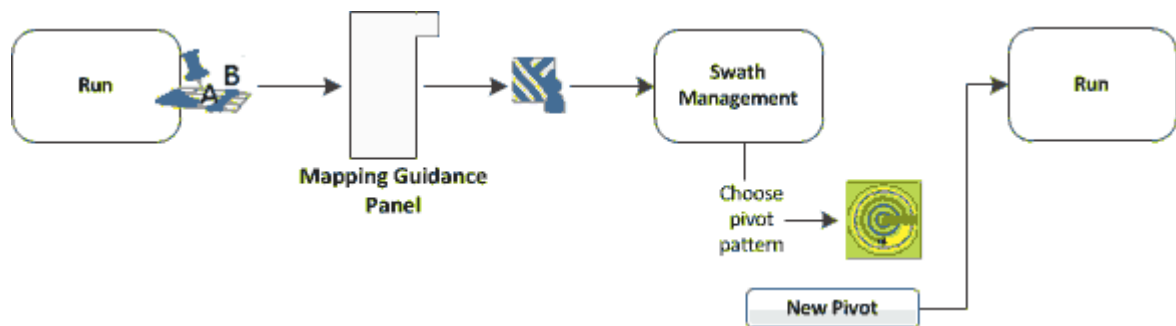 Run
A B
Mapping Guidance
Panel
Swath
Management
Choose
pivot
pattern
New Pivot
Run